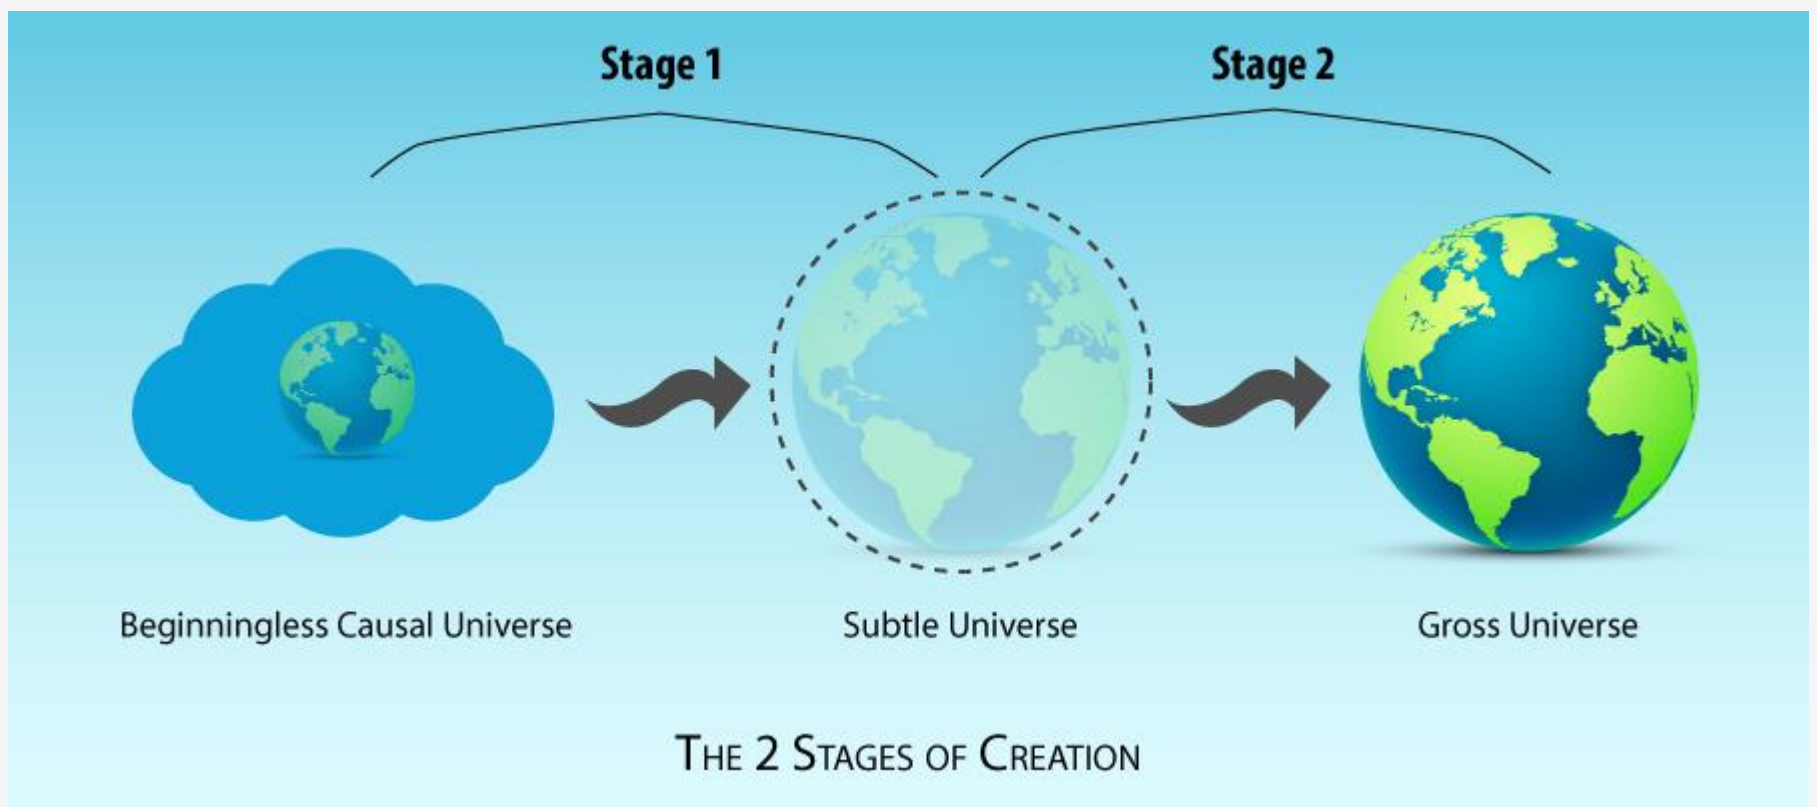 Stage 1
Stage 2
Beginningless Causal Universe
Subtle Universe
Gross Universe
The 2 Stages of Creation